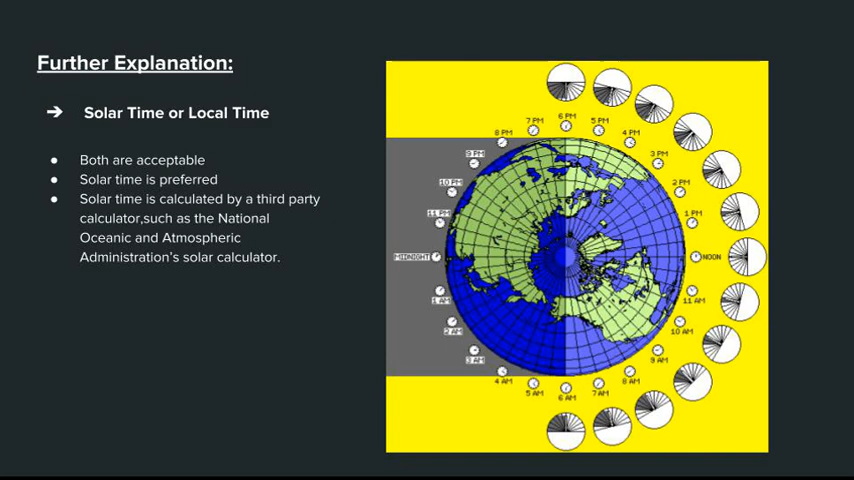 Further Explanation:
➔ Solar Time or Local Time
● Both are acceptable
● Solar time is preferred
● Solar time is calculated by a third party
calculator,such as the National
Oceanic and Atmospheric
Administration's solar calculator.
6 PM
7 PM
5 PM
8 PM
4 PM
9 PM
3 PM
10 PM
2 PM
11 PM
1 PM
MIDNIGHT
NOON
1 AM
11 AM
2 AM
10 AM
3 AM
9 AM
4 AM
8 AM
5 AM
7 AM
6 AM